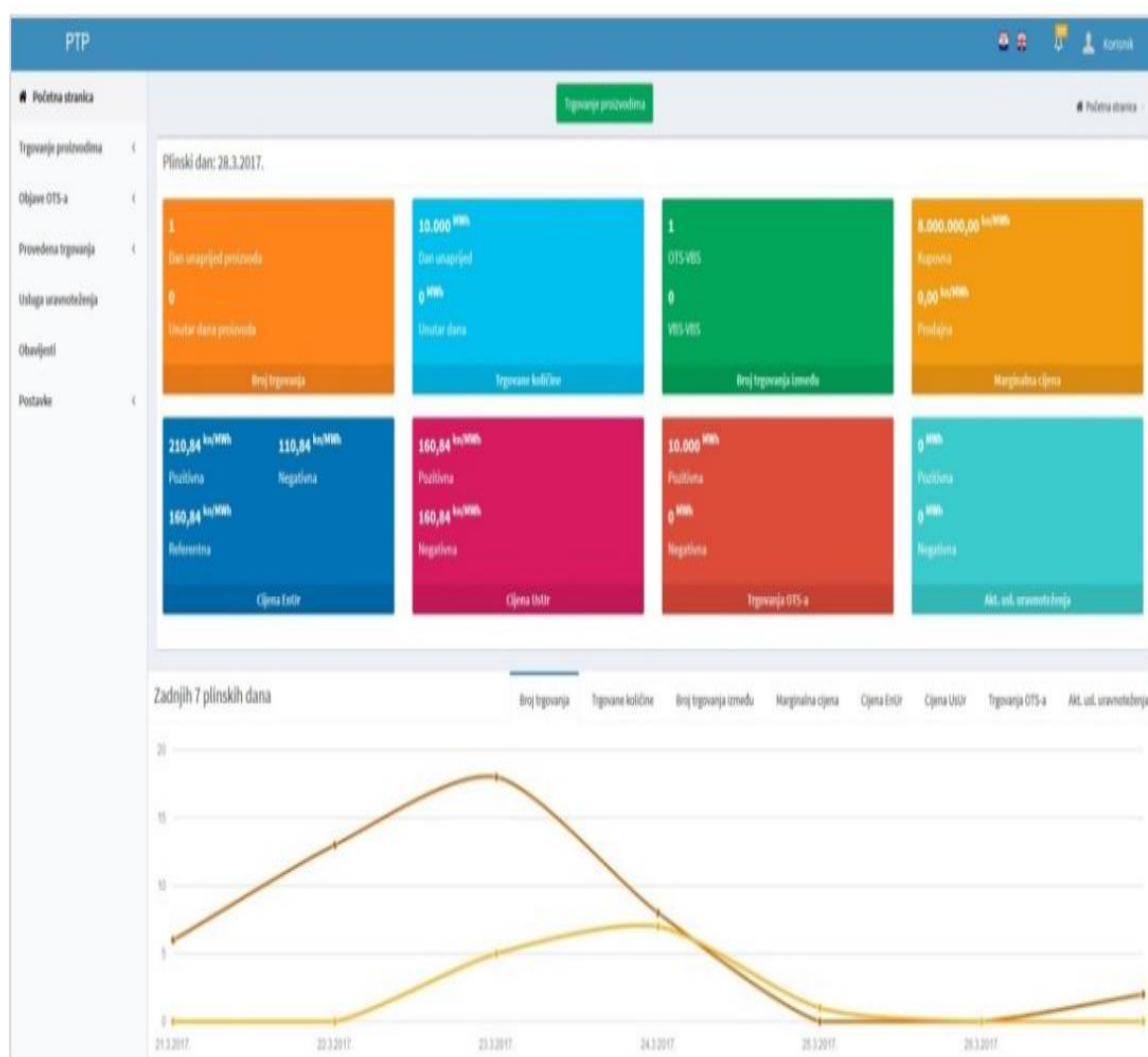 PTP
Korisnik
Početna stranica
Trgovanje proizvodima
Početna stranica
Trgovanje proizvodima
Objave OTS-a
Provedena trgovanja
Usluga uravnoteženja
Obavijesti
Postavke
Plinski dan: 28.3.2017.
1
Dan unaprijed proizvoda
0
Unutar dana proizvoda
Broj trgovanja
10.000 MWh
Dan unaprijed
0 MWh
Unutar dana
Trgovane količine
1
OTS-VBS
0
VBS-VBS
Broj trgovanja između
8.000.000,00 kn/MWh
Kupovna
0,00 kn/MWh
Prodajna
Marginalna cijena
210,84 kn/MWh 110,84 kn/MWh
Pozitivna Negativna
160,84 kn/MWh
Referentna
Cijena EnUr
160,84 kn/MWh
Pozitivna
160,84 kn/MWh
Negativna
Cijena UsUr
10.000 MWh
Pozitivna
0 MWh
Negativna
Trgovanja OTS-a
0 MWh
Pozitivna
0 MWh
Negativna
Akt. usl. uravnoteženja
Zadnjih 7 plinskih dana
Broj trgovanja Trgovane količine Broj trgovanja između Marginalna cijena Cijena EnUr Cijena UsUr Trgovanja OTS-a Akt. usl. uravnoteženja
20
15
10
5
0
21.3.2017. 22.3.2017. 23.3.2017. 24.3.2017. 25.3.2017. 26.3.2017.